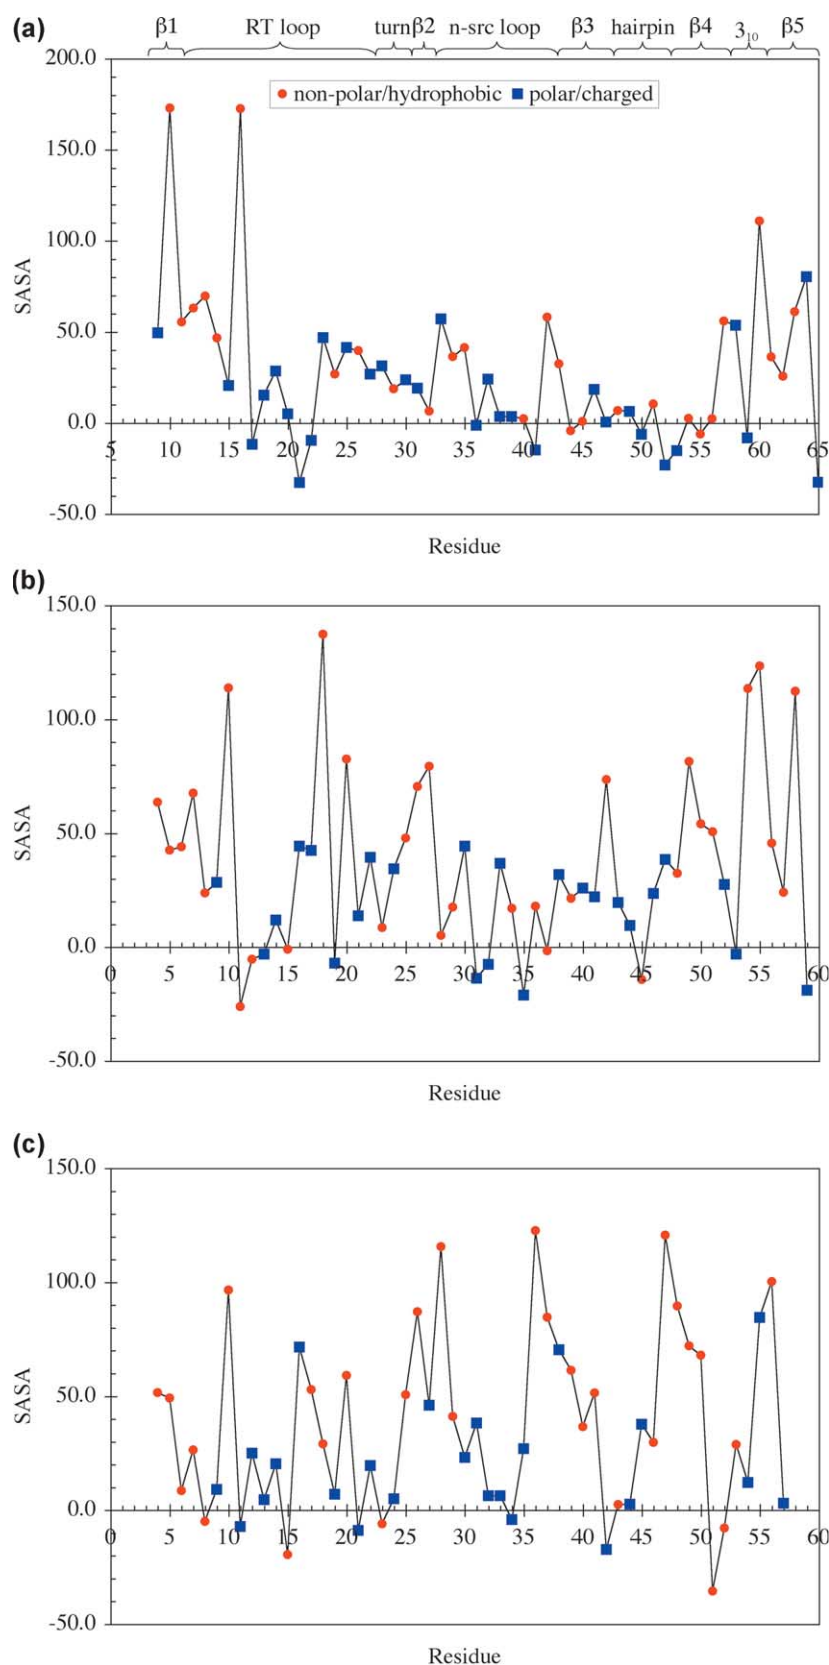 (a) β1 RT loop turn β2 n-src loop β3 hairpin β4 3₁₀ β5
200.0
non-polar/hydrophobic polar/charged
150.0
100.0
SASA
50.0
0.0
5 10 15 20 25 30 35 40 45 50 55 60 65
-50.0
Residue
(b)
150.0
100.0
SASA
50.0
0.0
0 5 10 15 20 25 30 35 40 45 50 55 60
-50.0
Residue
(c)
150.0
100.0
SASA
50.0
0.0
0 5 10 15 20 25 30 35 40 45 50 55 60
-50.0
Residue